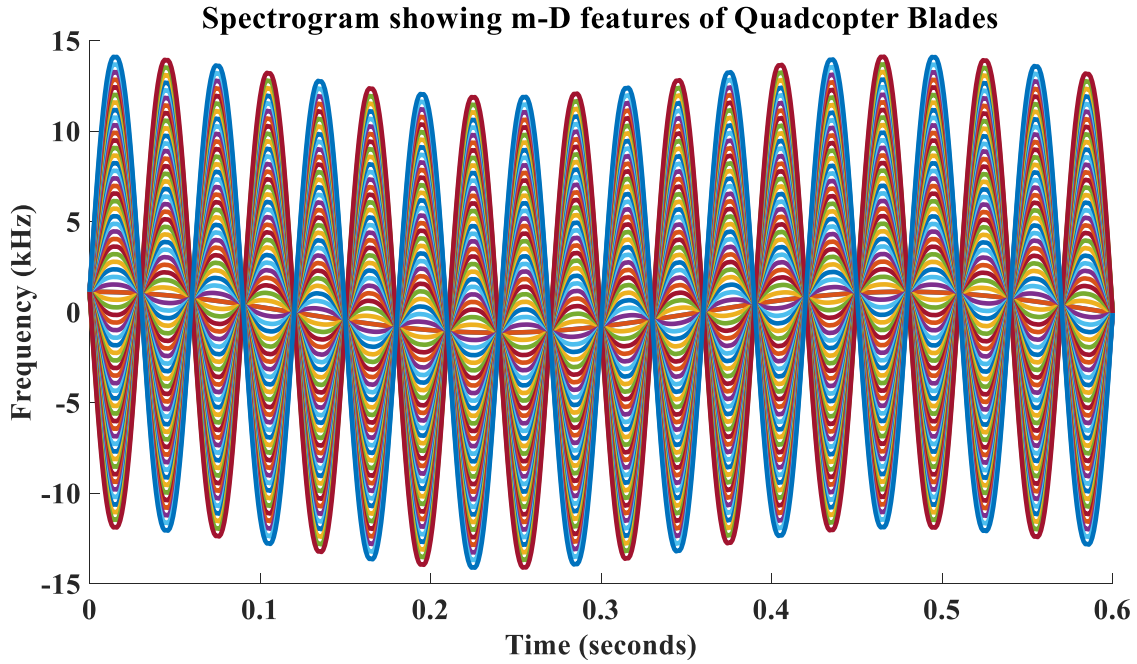 Spectrogram showing m-D features of Quadcopter Blades
15
10
5
0
-5
-10
-15
Frequency (kHz)
0 0.1 0.2 0.3 0.4 0.5 0.6
Time (seconds)